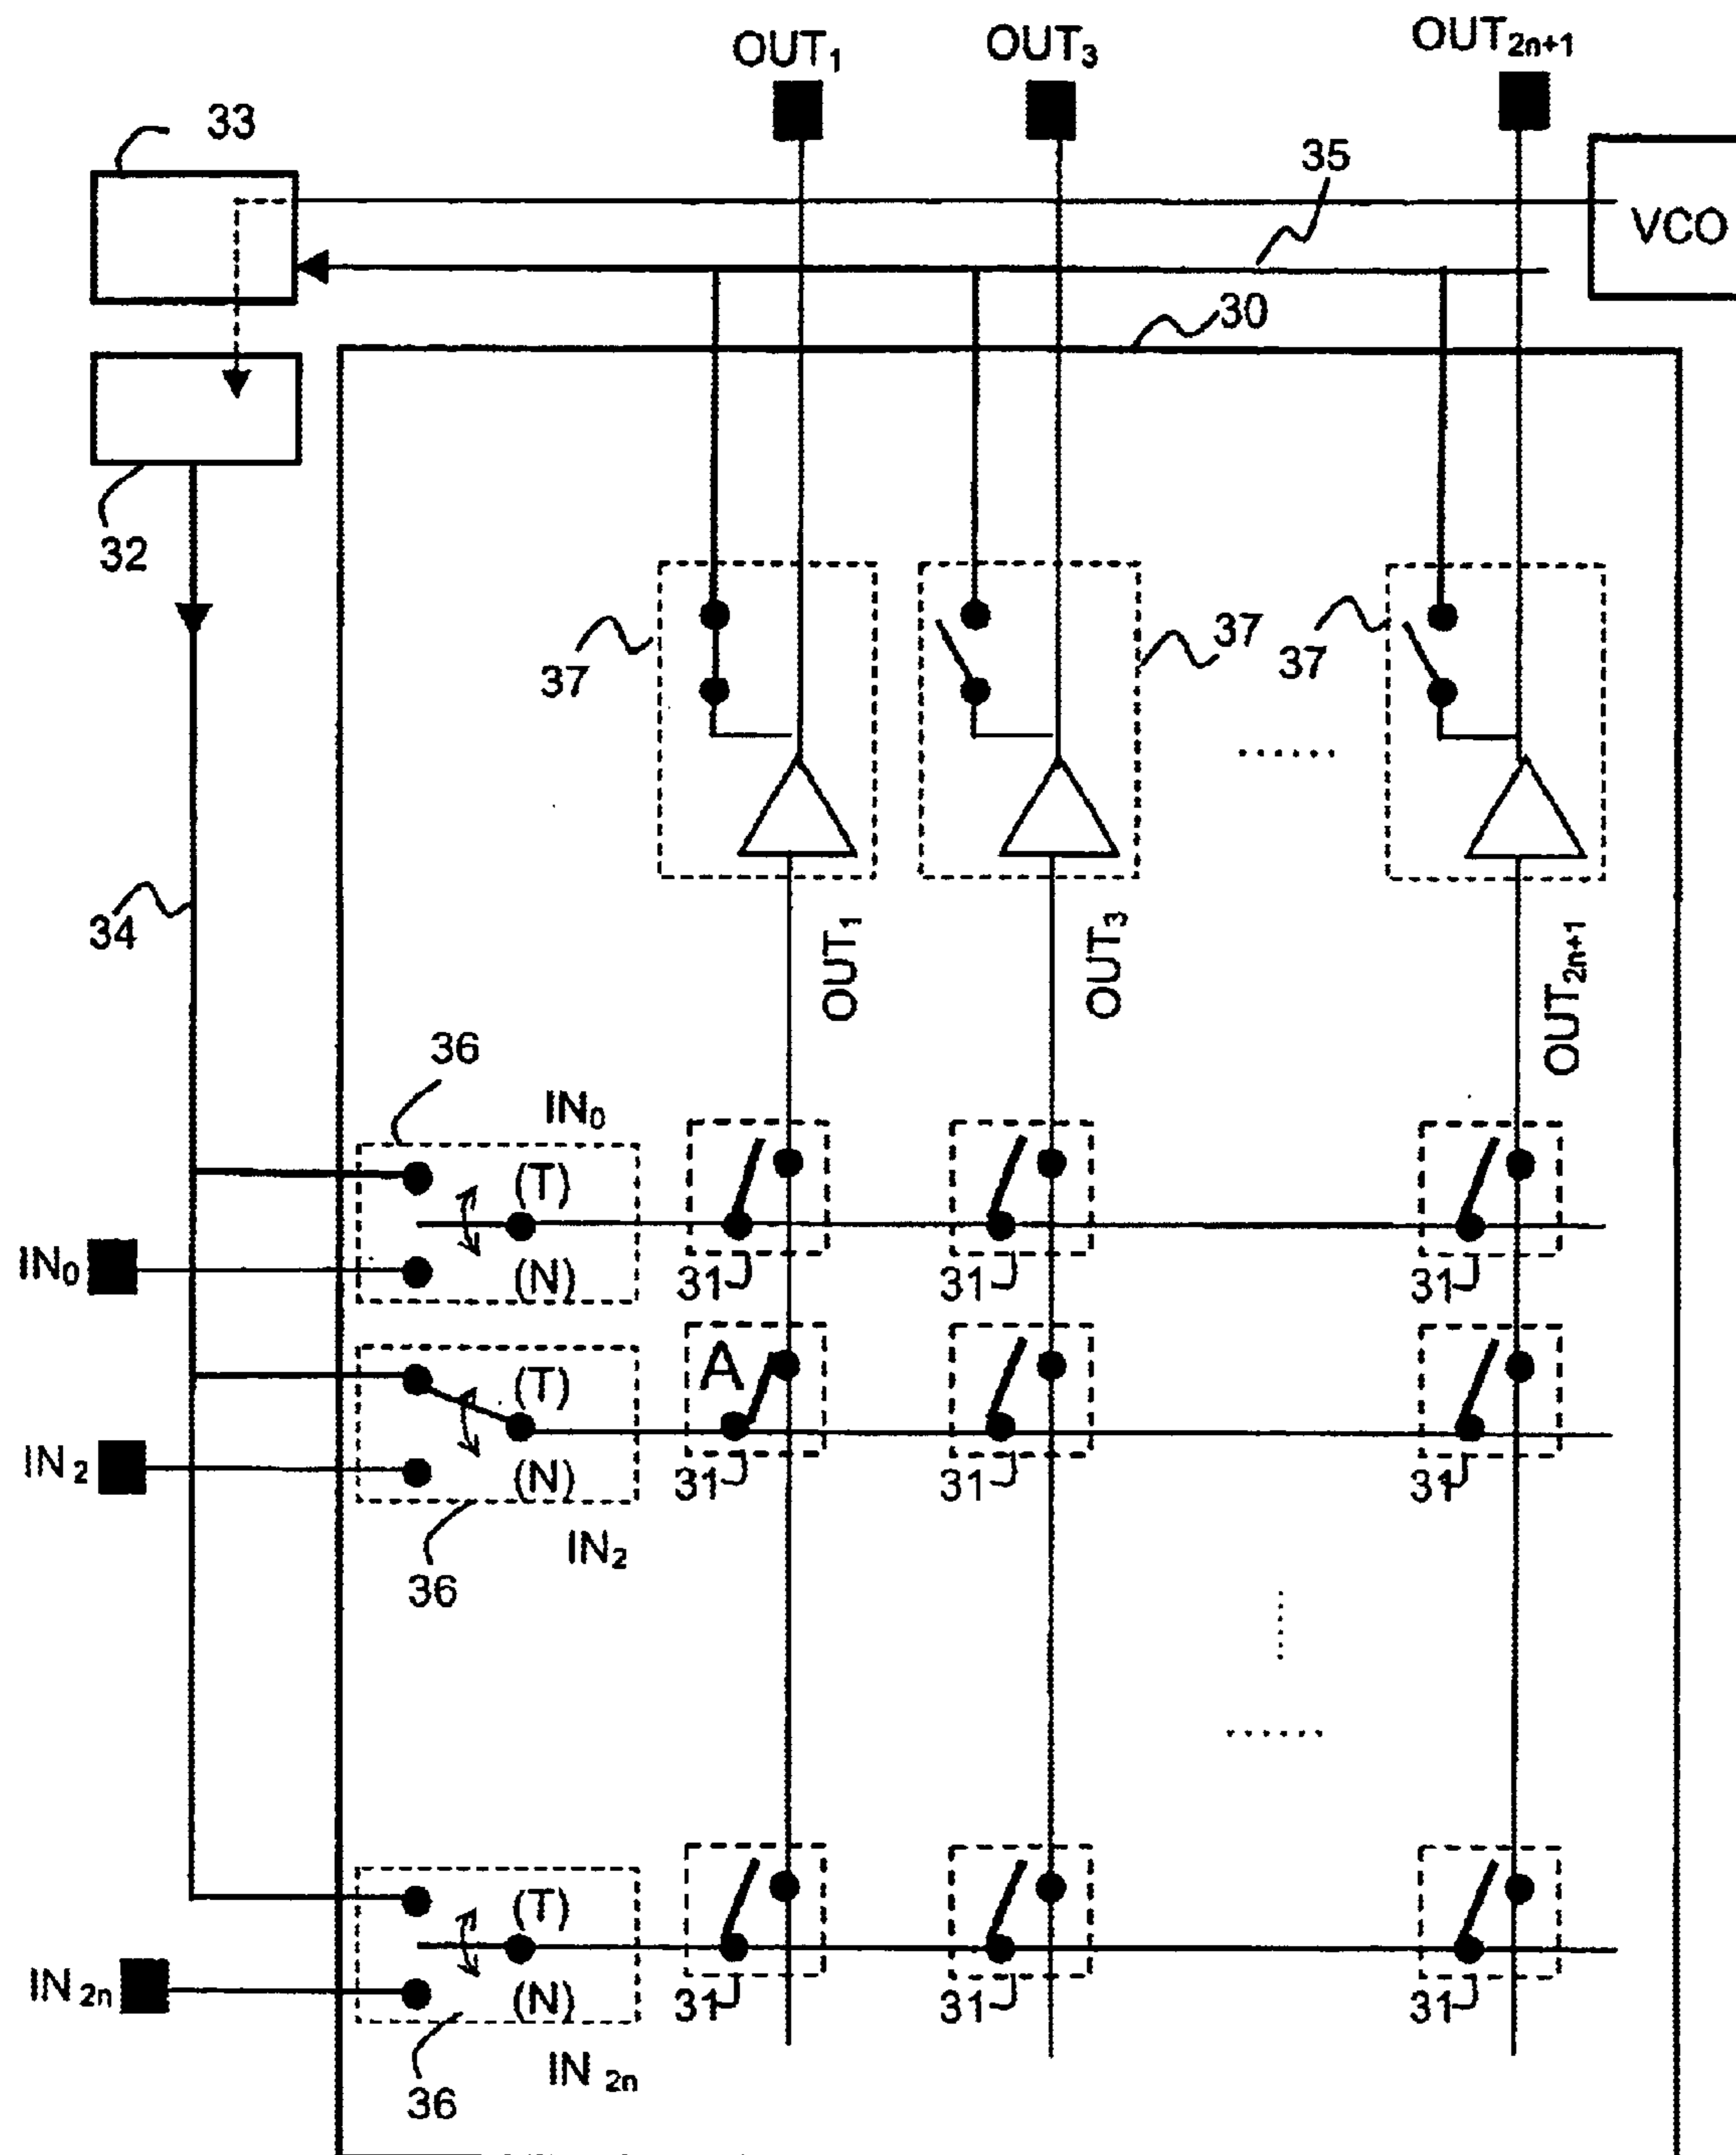 OUT₁ OUT₃ OUT₂ₙ₊₁
33
35
VCO
30
32
37 37 37
......
34
OUT₁ OUT₃ OUT₂ₙ₊₁
36
IN₀
(T)
IN₀
(N)
31 31 31
(T)
A
IN₂
(N)
31 31 31
IN₂
36
......
......
(T)
IN₂ₙ
(N)
31 31 31
IN₂ₙ
36